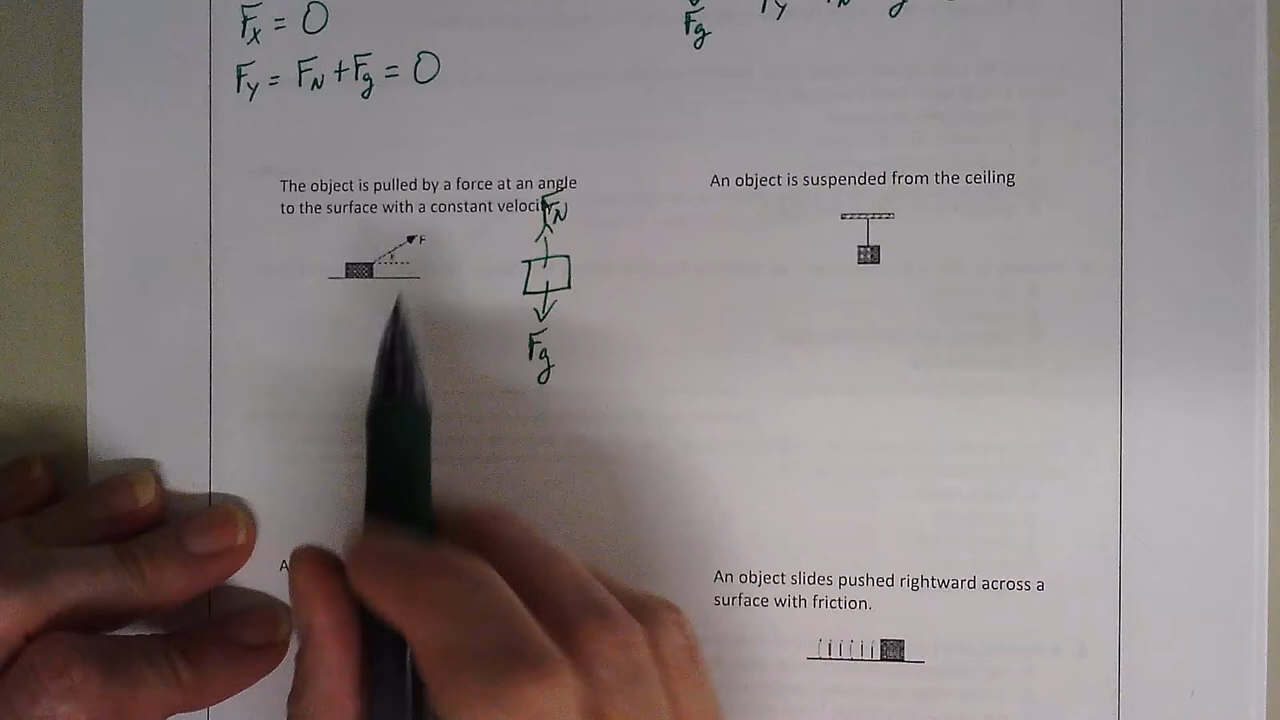 Fx = 0
Fy = FN + Fg = 0
Fg
The object is pulled by a force at an angle
to the surface with a constant
F
FN
Fg
An object is suspended from the ceiling
A
An object slides pushed rightward across a
surface with friction.